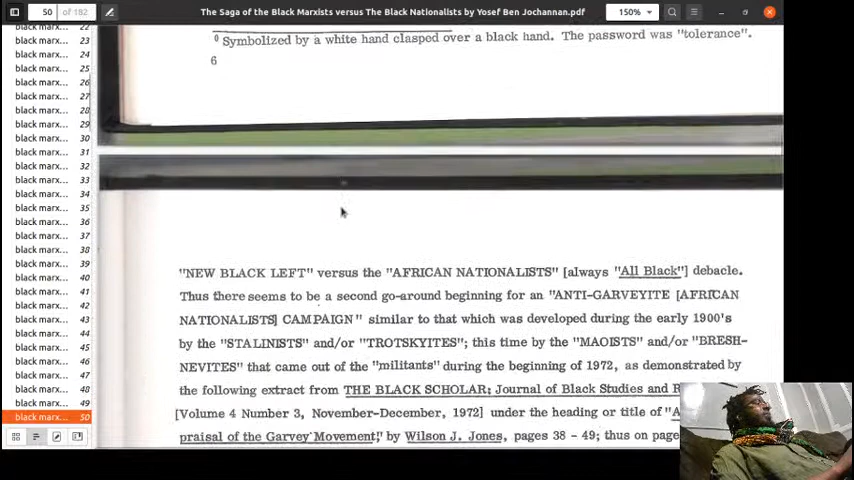 50 of 182
The Saga of the Black Marxists versus The Black Nationalists by Yosef Ben Jochannan.pdf
150%
black marx... 22
black marx... 23
black marx... 24
black marx... 25
black marx... 26
black marx... 27
black marx... 28
black marx... 29
black marx... 30
black marx... 31
black marx... 32
black marx... 33
black marx... 34
black marx... 35
black marx... 36
black marx... 37
black marx... 38
black marx... 39
black marx... 40
black marx... 41
black marx... 42
black marx... 43
black marx... 44
black marx... 45
black marx... 46
black marx... 47
black marx... 48
black marx... 49
black marx... 50
0 Symbolized by a white hand clasped over a black hand. The password was "tolerance".
6
"NEW BLACK LEFT" versus the "AFRICAN NATIONALISTS" [always "All Black"] debacle.
Thus there seems to be a second go-around beginning for an "ANTI-GARVEYITE [AFRICAN
NATIONALISTS] CAMPAIGN" similar to that which was developed during the early 1900's
by the "STALINISTS" and/or "TROTSKYITES"; this time by the "MAOISTS" and/or "BRESH-
NEVITES" that came out of the "militants" during the beginning of 1972, as demonstrated by
the following extract from THE BLACK SCHOLAR; Journal of Black Studies and R
[Volume 4 Number 3, November-December, 1972] under the heading or title of "A
praisal of the Garvey Movement," by Wilson J. Jones, pages 38 - 49; thus on page